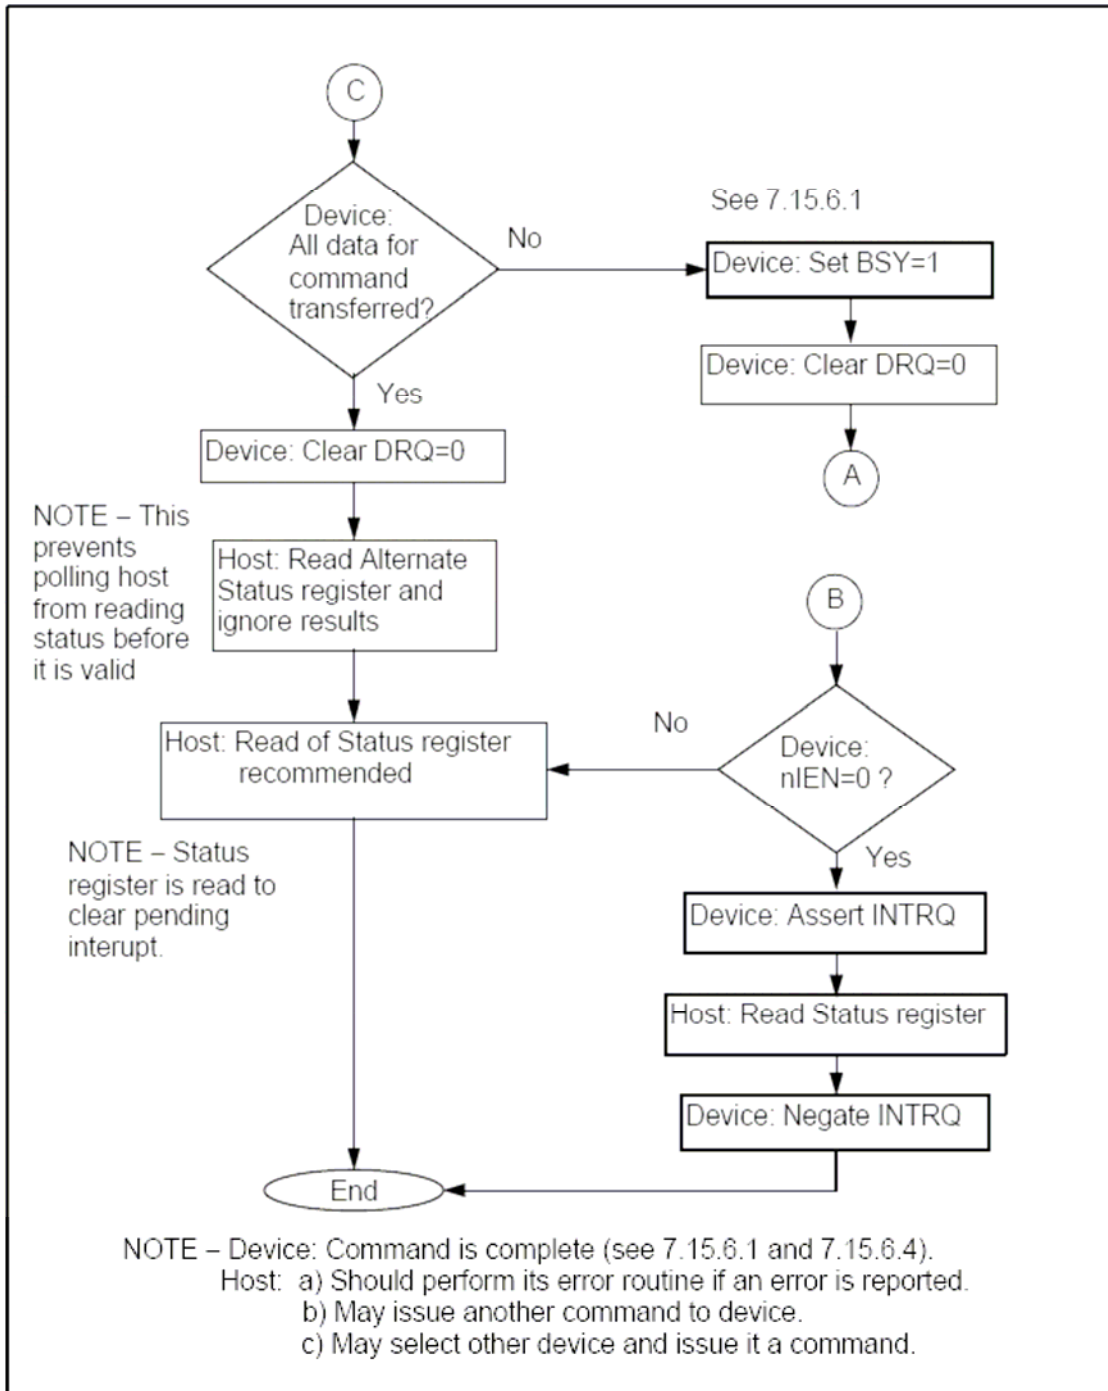 C
Device:
All data for
command
transferred?
No
See 7.15.6.1
Device: Set BSY=1
Device: Clear DRQ=0
A
Yes
Device: Clear DRQ=0
NOTE – This
prevents
polling host
from reading
status before
it is valid
Host: Read Alternate
Status register and
ignore results
Host: Read of Status register
recommended
NOTE – Status
register is read to
clear pending
interupt.
B
Device:
nIEN=0 ?
No
Yes
Device: Assert INTRQ
Host: Read Status register
Device: Negate INTRQ
End
NOTE – Device: Command is complete (see 7.15.6.1 and 7.15.6.4).
Host: a) Should perform its error routine if an error is reported.
b) May issue another command to device.
c) May select other device and issue it a command.